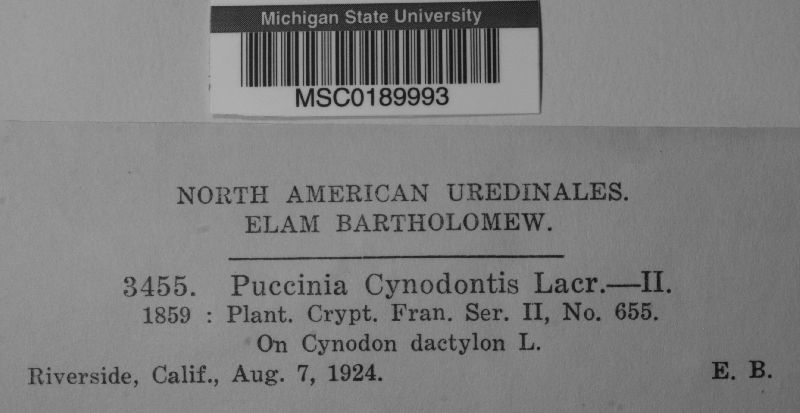 Michigan State University
MSC0189993
NORTH AMERICAN UREDINALES.
ELAM BARTHOLOMEW.
3455. Puccinia Cynodontis Lacr.—II.
1859 : Plant. Crypt. Fran. Ser. II, No. 655.
On Cynodon dactylon L.
Riverside, Calif., Aug. 7, 1924. E. B.